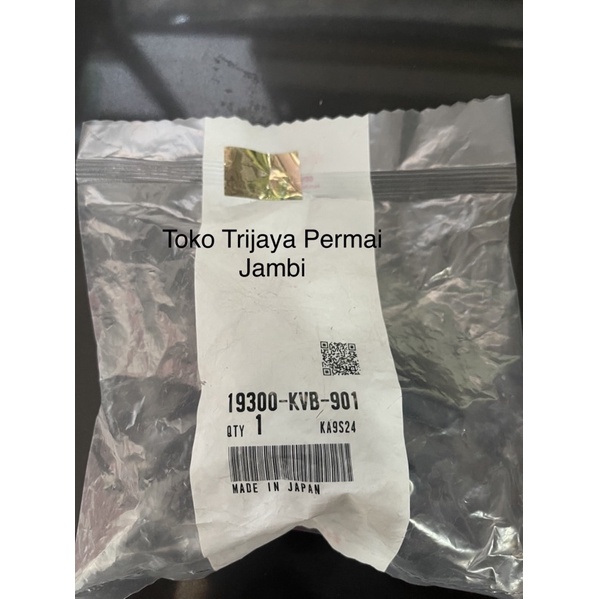 Toko Trijaya Permai
Jambi
19300-KVB-901
QTY 1 KA9S24
MADE IN JAPAN